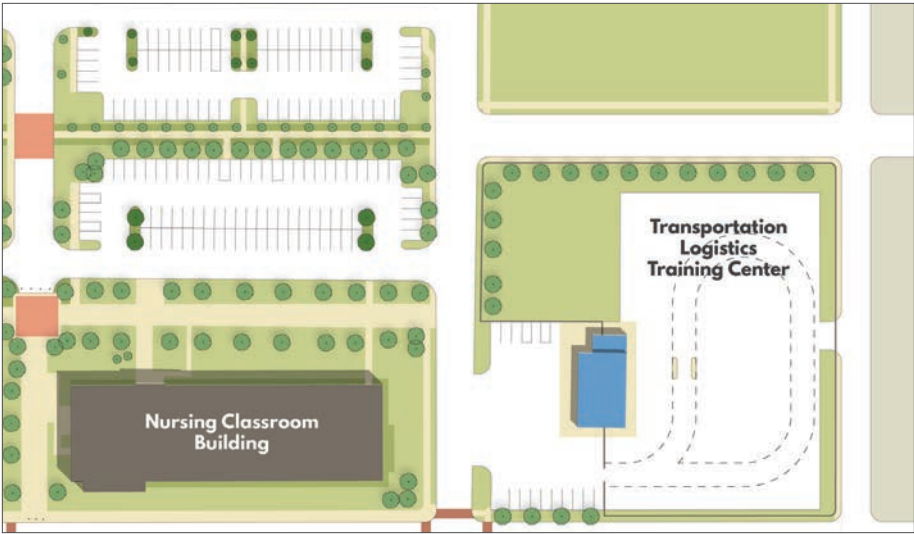 Transportation
Logistics
Training Center
Nursing Classroom
Building